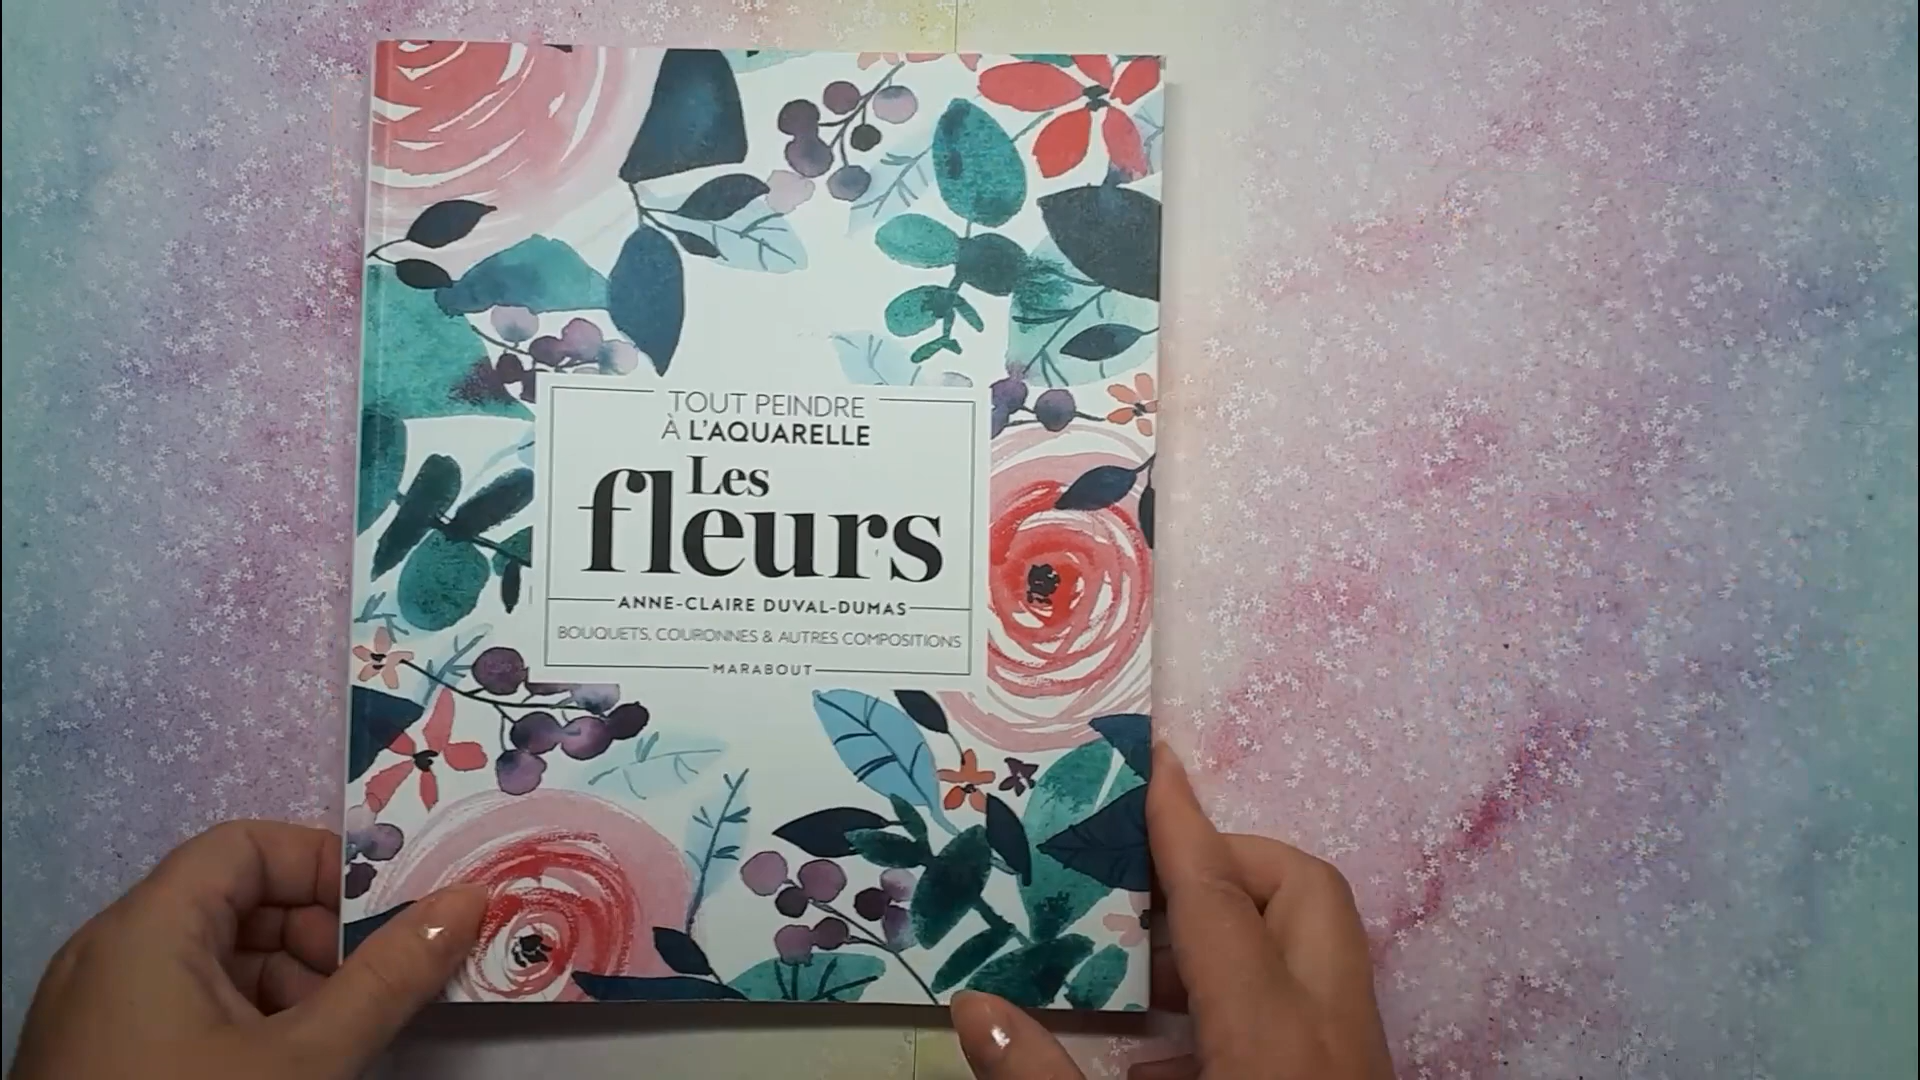 TOUT PEINDRE
À L'AQUARELLE
Les
fleurs
ANNE-CLAIRE DUVAL-DUMAS
BOUQUETS, COURONNES & AUTRES COMPOSITIONS
MARABOUT